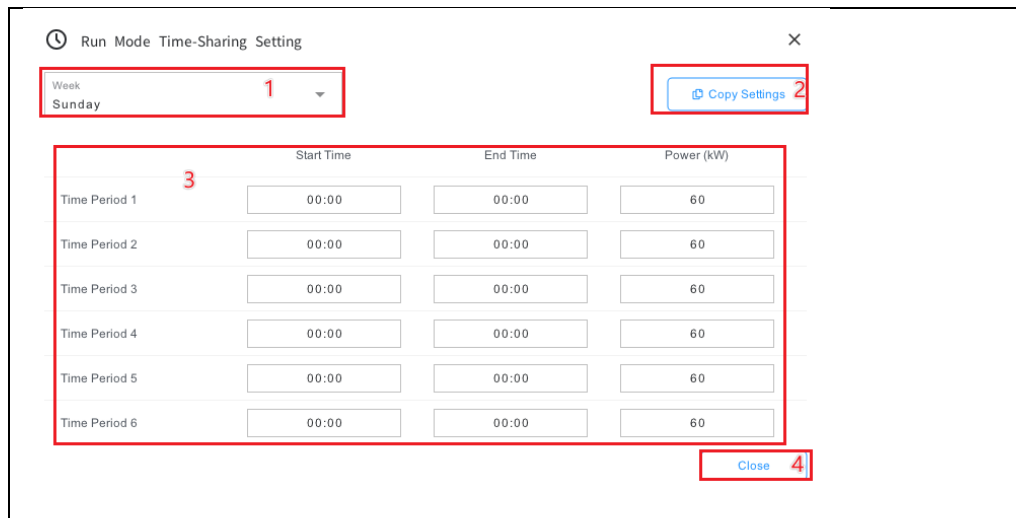 Run Mode Time-Sharing Setting
Week 1
Sunday
Copy Settings 2
Start Time End Time Power (kW)
3
Time Period 1 00:00 00:00 60
Time Period 2 00:00 00:00 60
Time Period 3 00:00 00:00 60
Time Period 4 00:00 00:00 60
Time Period 5 00:00 00:00 60
Time Period 6 00:00 00:00 60
Close 4